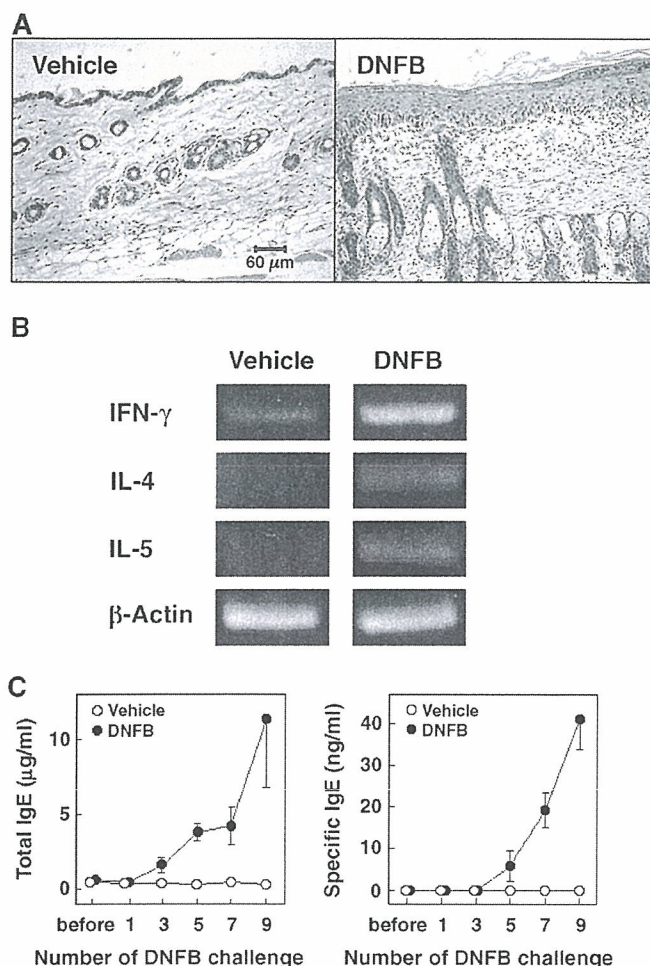 A
Vehicle
DNFB
60 μm
B
Vehicle DNFB
IFN-γ
IL-4
IL-5
β-Actin
C
Vehicle
DNFB
Total IgE (μg/ml)
10
5
0
before 1 3 5 7 9
Number of DNFB challenge
Vehicle
DNFB
Specific IgE (ng/ml)
40
30
20
10
0
before 1 3 5 7 9
Number of DNFB challenge